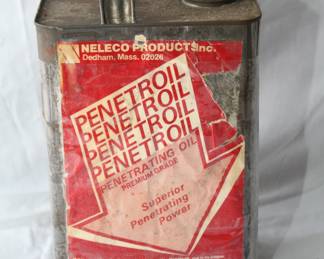 NELECO PRODUCTS Inc.
Dedham, Mass. 02026
PENETROIL
PENETROIL
PENETROIL
PENETROIL
PENETRATING OIL
PREMIUM GRADE
Superior
Penetrating
Power